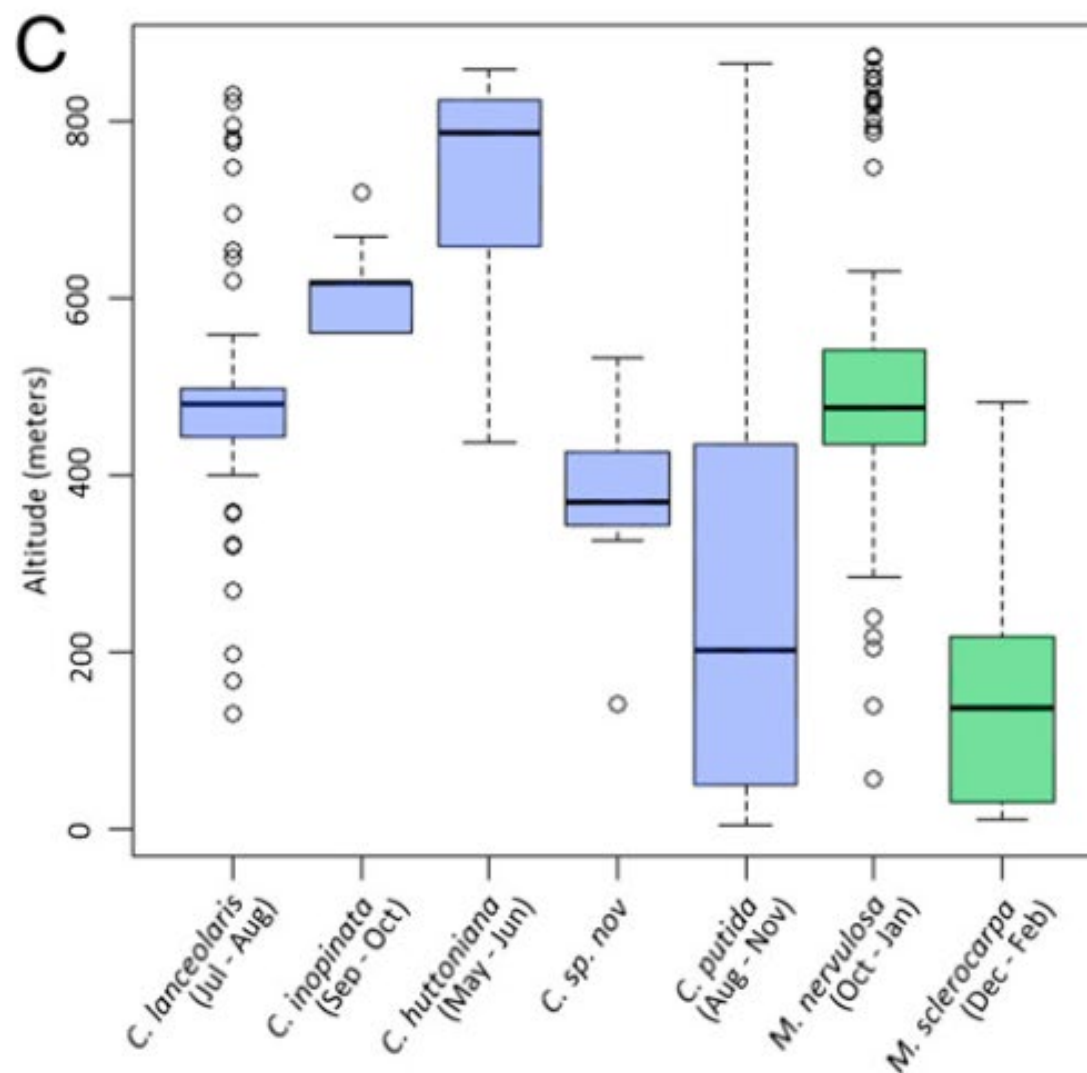 C
Altitude (meters)
800
600
400
200
0
C. lanceolaris
(Jul - Aug)
C. inopinata
(Sep - Oct)
C. huttoniana
(May - Jun)
C. sp. nov
C. putida
(Aug - Nov)
M. nervulosa
(Oct - Jan)
M. sclerocarpa
(Dec - Feb)